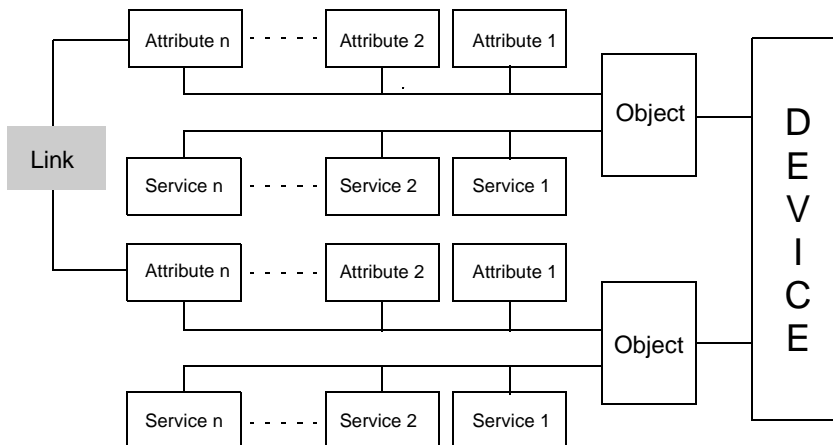 Attribute n
Attribute 2
Attribute 1
Object
DEVICE
Link
Service n
Service 2
Service 1
Attribute n
Attribute 2
Attribute 1
Object
Service n
Service 2
Service 1